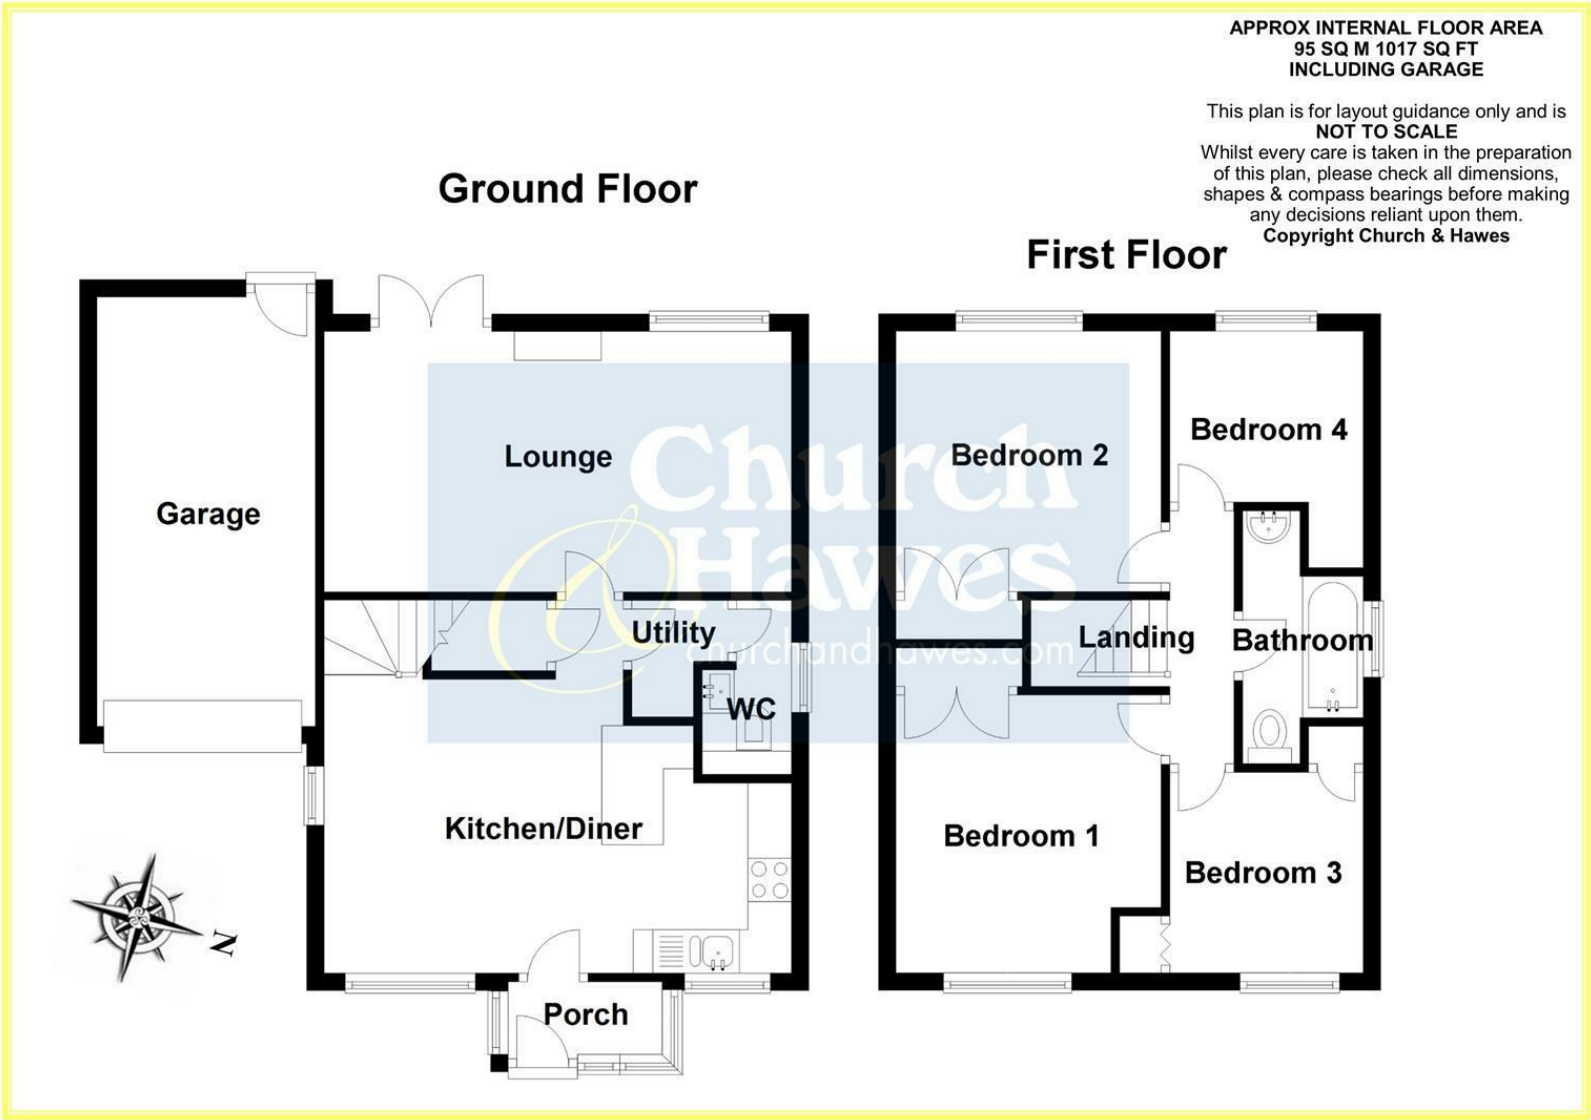 APPROX INTERNAL FLOOR AREA
95 SQ M 1017 SQ FT
INCLUDING GARAGE
This plan is for layout guidance only and is
NOT TO SCALE
Whilst every care is taken in the preparation
of this plan, please check all dimensions,
shapes & compass bearings before making
any decisions reliant upon them.
Copyright Church & Hawes
Ground Floor
First Floor
Garage
Lounge
Utility
WC
Kitchen/Diner
Porch
Bedroom 2
Bedroom 4
Landing
Bathroom
Bedroom 1
Bedroom 3
Church
& Hawes
churchandhawes.com
N